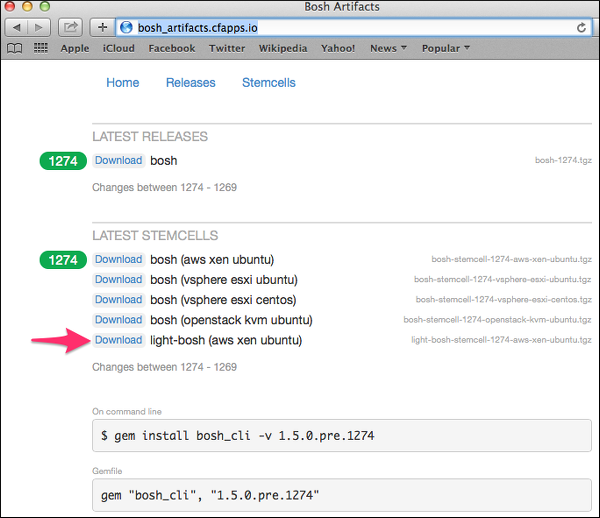 Bosh Artifacts
bosh_artifacts.cfapps.io
Apple iCloud Facebook Twitter Wikipedia Yahoo! News Popular
Home Releases Stemcells
LATEST RELEASES
1274 Download bosh bosh-1274.tgz
Changes between 1274 - 1269
LATEST STEMCELLS
1274 Download bosh (aws xen ubuntu) bosh-stemcell-1274-aws-xen-ubuntu.tgz
Download bosh (vsphere esxi ubuntu) bosh-stemcell-1274-vsphere-esxi-ubuntu.tgz
Download bosh (vsphere esxi centos) bosh-stemcell-1274-vsphere-esxi-centos.tgz
Download bosh (openstack kvm ubuntu) bosh-stemcell-1274-openstack-kvm-ubuntu.tgz
Download light-bosh (aws xen ubuntu) light-bosh-stemcell-1274-aws-xen-ubuntu.tgz
Changes between 1274 - 1269
On command line
$ gem install bosh_cli -v 1.5.0.pre.1274
Gemfile
gem "bosh_cli", "1.5.0.pre.1274"